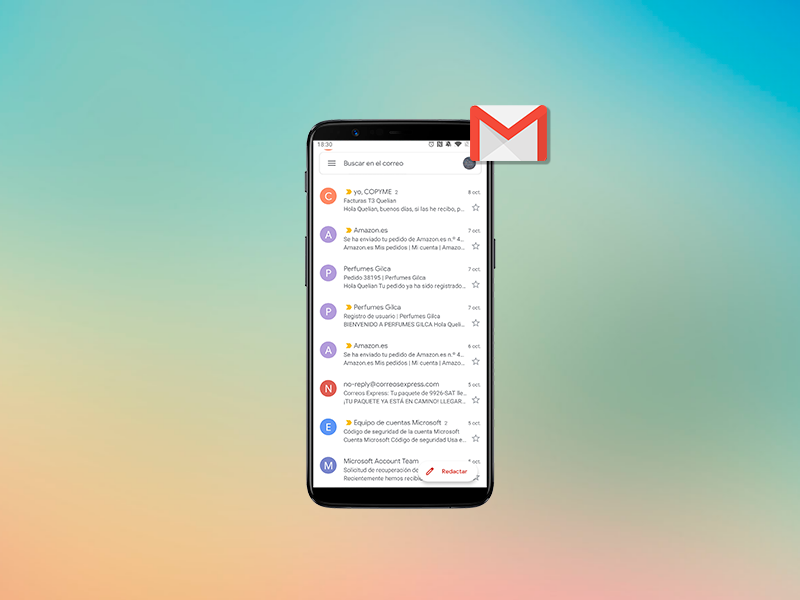 18:30
Buscar en el correo
C
yo, COPYME 2
8 oct.
Facturas T3 Quelian
Hola Quelian, buenos días, si las he recibo, p...
A
Amazon.es
7 oct.
Se ha enviado tu pedido de Amazon.es n.º 4...
Amazon.es Mis pedidos | Mi cuenta | Amazo...
P
Perfumes Gilca
7 oct.
Pedido 38195 | Perfumes Gilca
Hola Quelian Tu pedido ya ha sido registrado...
P
Perfumes Gilca
7 oct.
Registro de usuario | Perfumes Gilca
BIENVENIDO A PERFUMES GILCA Hola Queli...
A
Amazon.es
6 oct.
Se ha enviado tu pedido de Amazon.es n.º 4...
Amazon.es Mis pedidos | Mi cuenta | Amazo...
N
no-reply@correosexpress.com
5 oct.
Correos Express: Tu paquete de 9926-SAT lle...
¡TU PAQUETE YA ESTÁ EN CAMINO! LLEGAR...
E
Equipo de cuentas Microsoft 2
5 oct.
Código de seguridad de la cuenta Microsoft
Cuenta Microsoft Código de seguridad Usa e...
M
Microsoft Account Team
oct.
Solicitud de recuperación de
Recientemente hemos recibi
Redactar